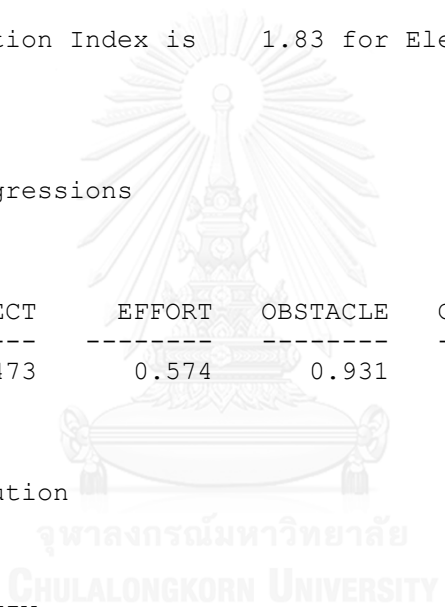 tion Index is 1.83 for Ele
gressions
ECT EFFORT OBSTACLE
--- -------- -------- -
473 0.574 0.931
ution
จุฬาลงกรณ์มหาวิทยาลัย
CHULALONGKORN UNIVERSITY